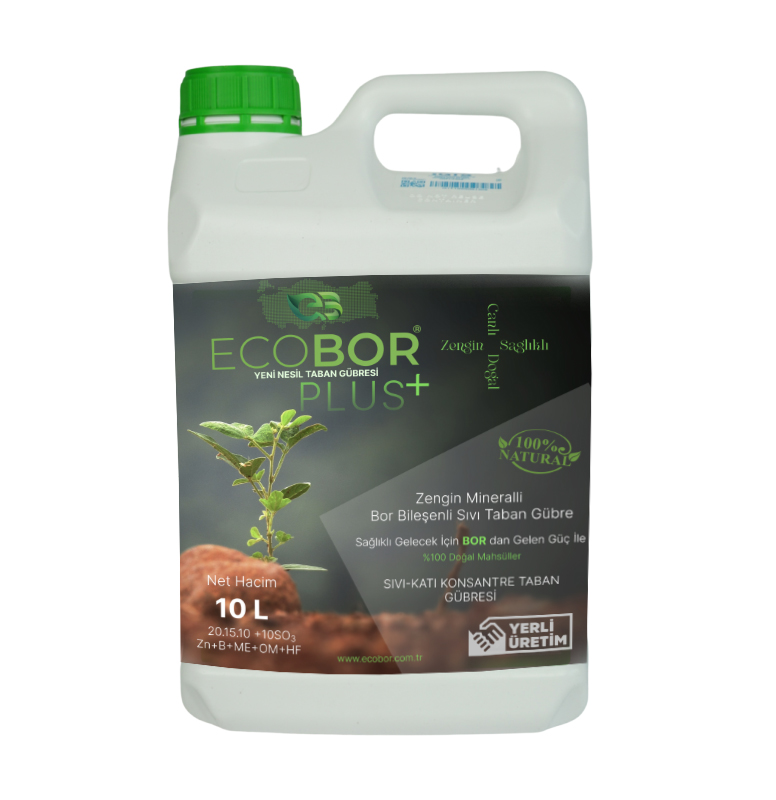 ECOBOR®
YENİ NESİL TABAN GÜBRESİ
PLUS+
Canlı
Zengin Sağlıklı
Doğal
100%
NATURAL
Zengin Mineralli
Bor Bileşenli Sıvı Taban Gübre
Sağlıklı Gelecek İçin BOR dan Gelen Güç İle
%100 Doğal Mahsüller
SIVI-KATI KONSANTRE TABAN
GÜBRESİ
Net Hacim
10 L
20.15.10 +10SO₃
Zn+B+ME+OM+HF
YERLİ
ÜRETİM
www.ecobor.com.tr